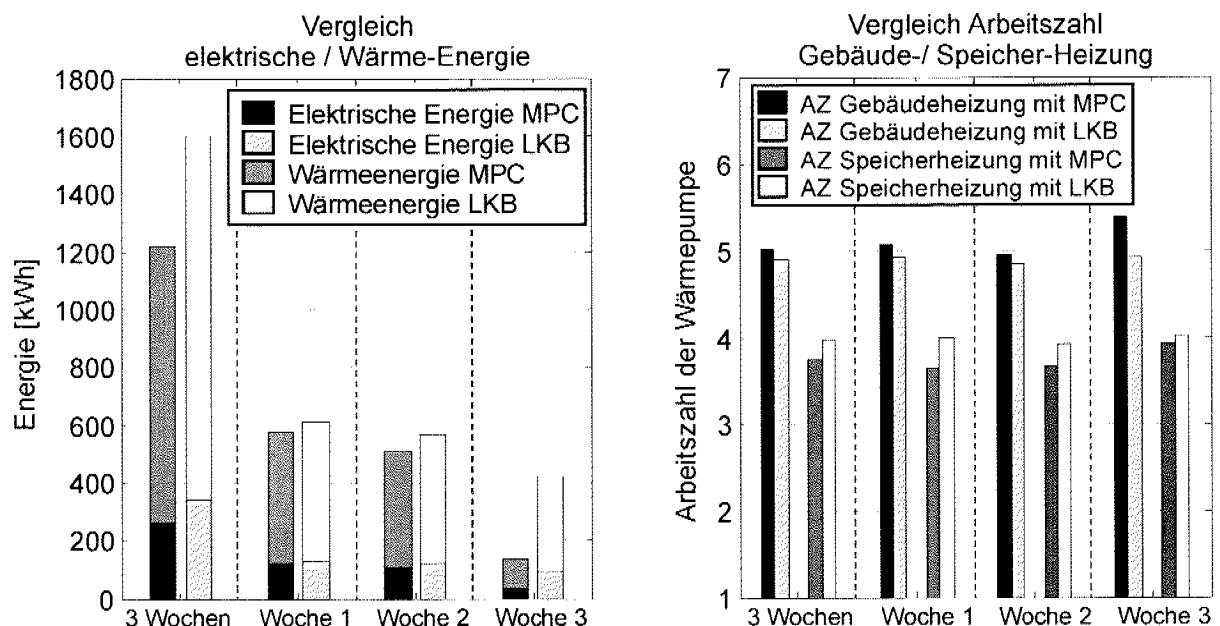 Vergleich
elektrische / Wärme-Energie
Energie [kWh]
1800
1600
1400
1200
1000
800
600
400
200
0
Elektrische Energie MPC
Elektrische Energie LKB
Wärmeenergie MPC
Wärmeenergie LKB
3 Wochen
Woche 1
Woche 2
Woche 3
Vergleich Arbeitszahl
Gebäude-/ Speicher-Heizung
Arbeitszahl der Wärmepumpe
7
6
5
4
3
2
1
AZ Gebäudeheizung mit MPC
AZ Gebäudeheizung mit LKB
AZ Speicherheizung mit MPC
AZ Speicherheizung mit LKB
3 Wochen
Woche 1
Woche 2
Woche 3